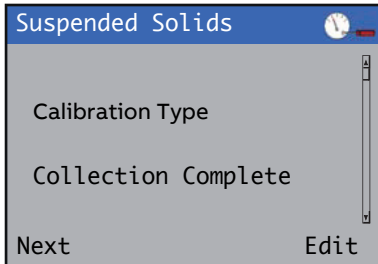 Suspended Solids
Calibration Type
Collection Complete
Next Edit